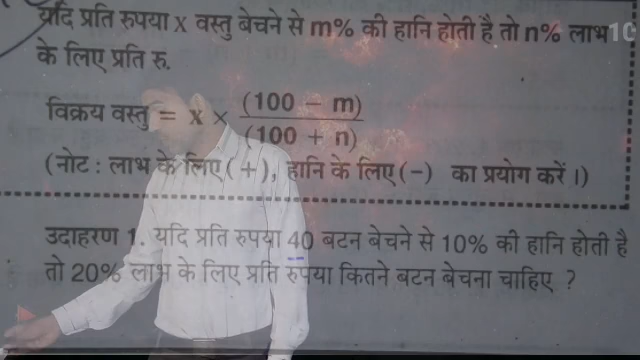 यदि प्रति रुपया x वस्तु बेचने से m% की हानि होती है तो n% लाभ
के लिए प्रति रु.
विक्रय वस्तु = x × (100 – m) / (100 + n)
(नोट : लाभ के लिए (+), हानि के लिए (–) का प्रयोग करें।)
उदाहरण 1. यदि प्रति रुपया 40 बटन बेचने से 10% की हानि होती है
तो 20% लाभ के लिए प्रति रुपया कितने बटन बेचना चाहिए ?